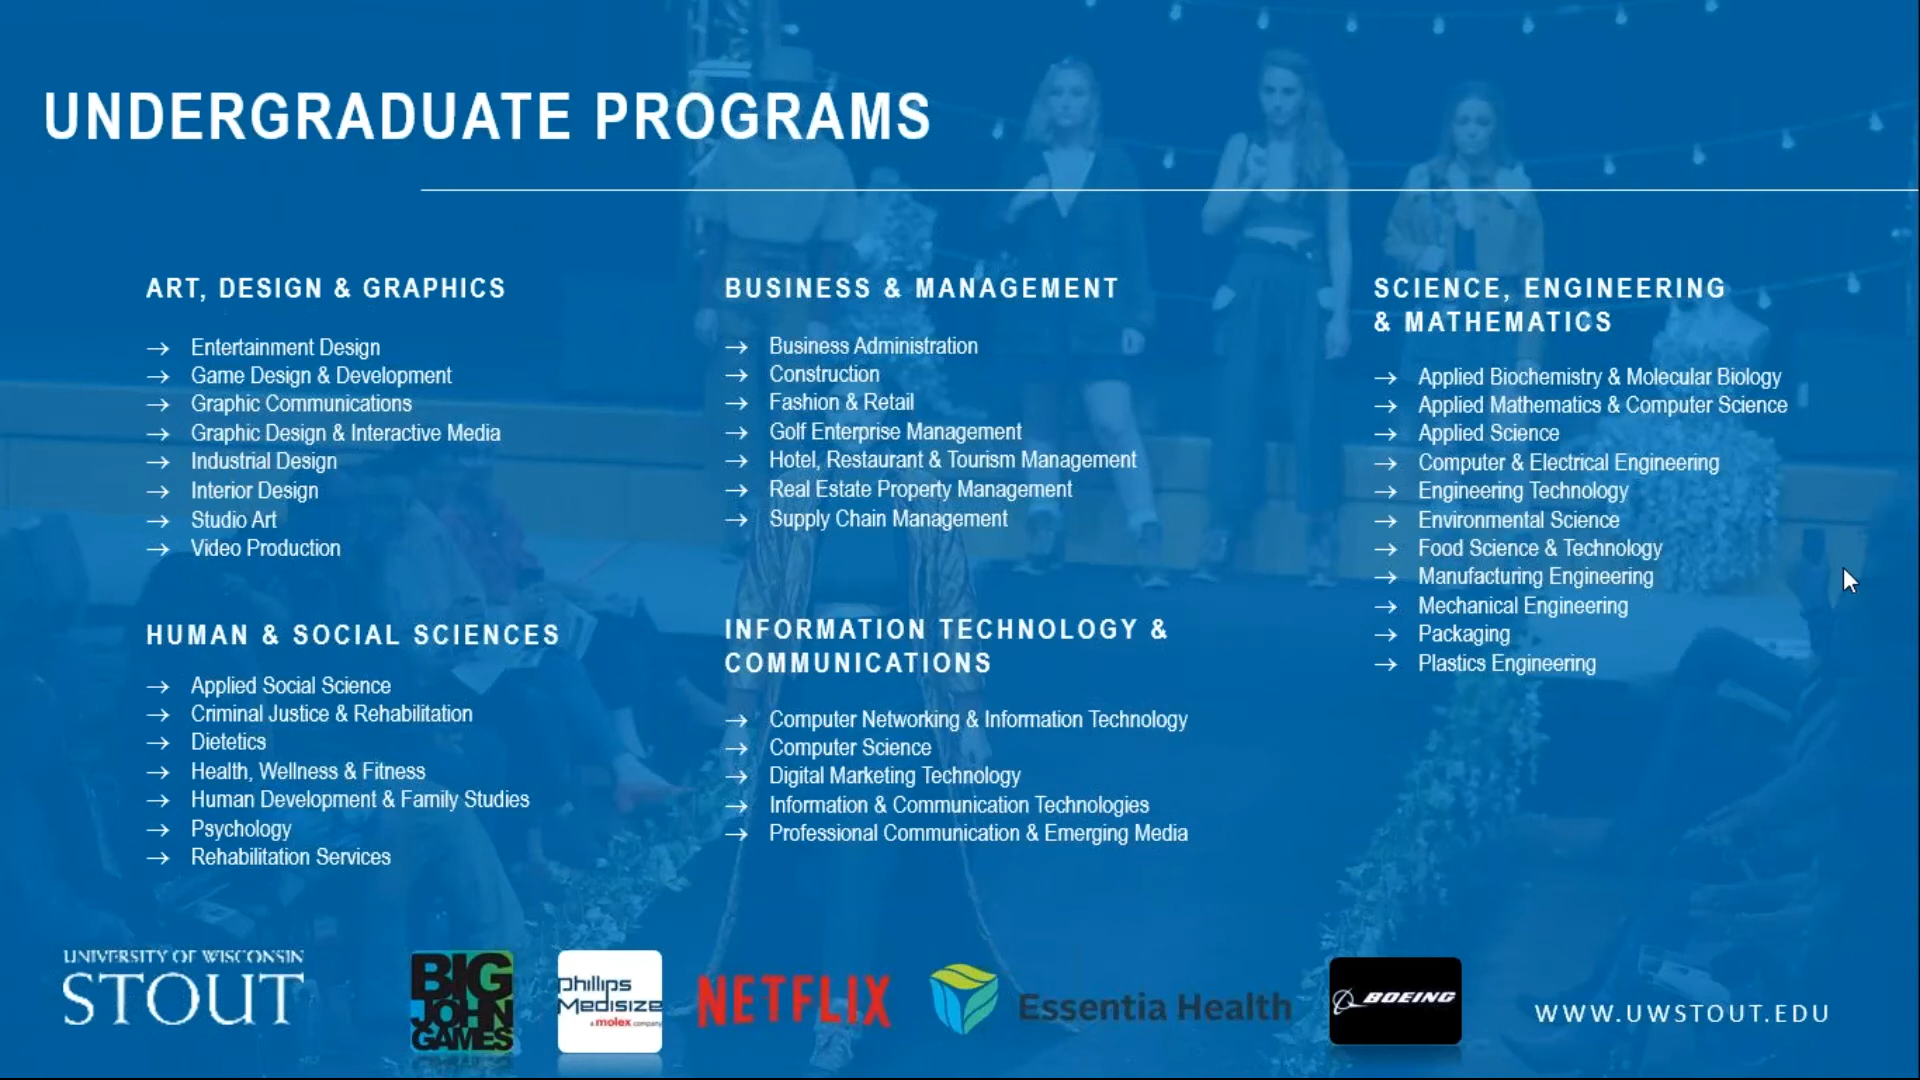 UNDERGRADUATE PROGRAMS
ART, DESIGN & GRAPHICS
→ Entertainment Design
→ Game Design & Development
→ Graphic Communications
→ Graphic Design & Interactive Media
→ Industrial Design
→ Interior Design
→ Studio Art
→ Video Production
HUMAN & SOCIAL SCIENCES
→ Applied Social Science
→ Criminal Justice & Rehabilitation
→ Dietetics
→ Health, Wellness & Fitness
→ Human Development & Family Studies
→ Psychology
→ Rehabilitation Services
BUSINESS & MANAGEMENT
→ Business Administration
→ Construction
→ Fashion & Retail
→ Golf Enterprise Management
→ Hotel, Restaurant & Tourism Management
→ Real Estate Property Management
→ Supply Chain Management
INFORMATION TECHNOLOGY &
COMMUNICATIONS
→ Computer Networking & Information Technology
→ Computer Science
→ Digital Marketing Technology
→ Information & Communication Technologies
→ Professional Communication & Emerging Media
SCIENCE, ENGINEERING
& MATHEMATICS
→ Applied Biochemistry & Molecular Biology
→ Applied Mathematics & Computer Science
→ Applied Science
→ Computer & Electrical Engineering
→ Engineering Technology
→ Environmental Science
→ Food Science & Technology
→ Manufacturing Engineering
→ Mechanical Engineering
→ Packaging
→ Plastics Engineering
UNIVERSITY OF WISCONSIN
STOUT
BIG
JOHN
GAMES
phillips
Medisize
a molex company
NETFLIX
Essentia Health
BOEING
WWW.UWSTOUT.EDU